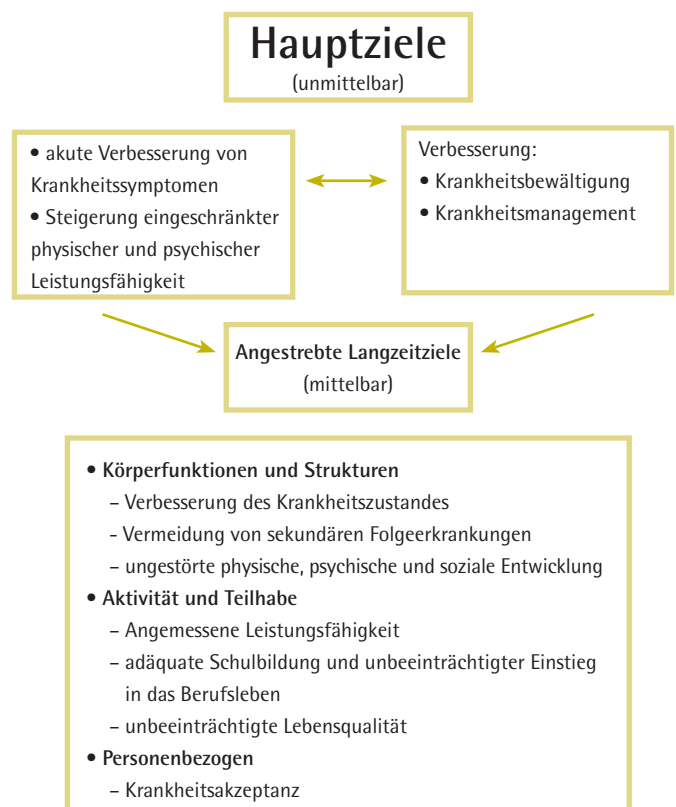 Hauptziele
(unmittelbar)
• akute Verbesserung von
Krankheitssymptomen
• Steigerung eingeschränkter
physischer und psychischer
Leistungsfähigkeit
Verbesserung:
• Krankheitsbewältigung
• Krankheitsmanagement
Angestrebte Langzeitziele
(mittelbar)
• Körperfunktionen und Strukturen
– Verbesserung des Krankheitszustandes
- Vermeidung von sekundären Folgeerkrankungen
– ungestörte physische, psychische und soziale Entwicklung
• Aktivität und Teilhabe
– Angemessene Leistungsfähigkeit
– adäquate Schulbildung und unbeeinträchtigter Einstieg
in das Berufsleben
– unbeeinträchtigte Lebensqualität
• Personenbezogen
– Krankheitsakzeptanz